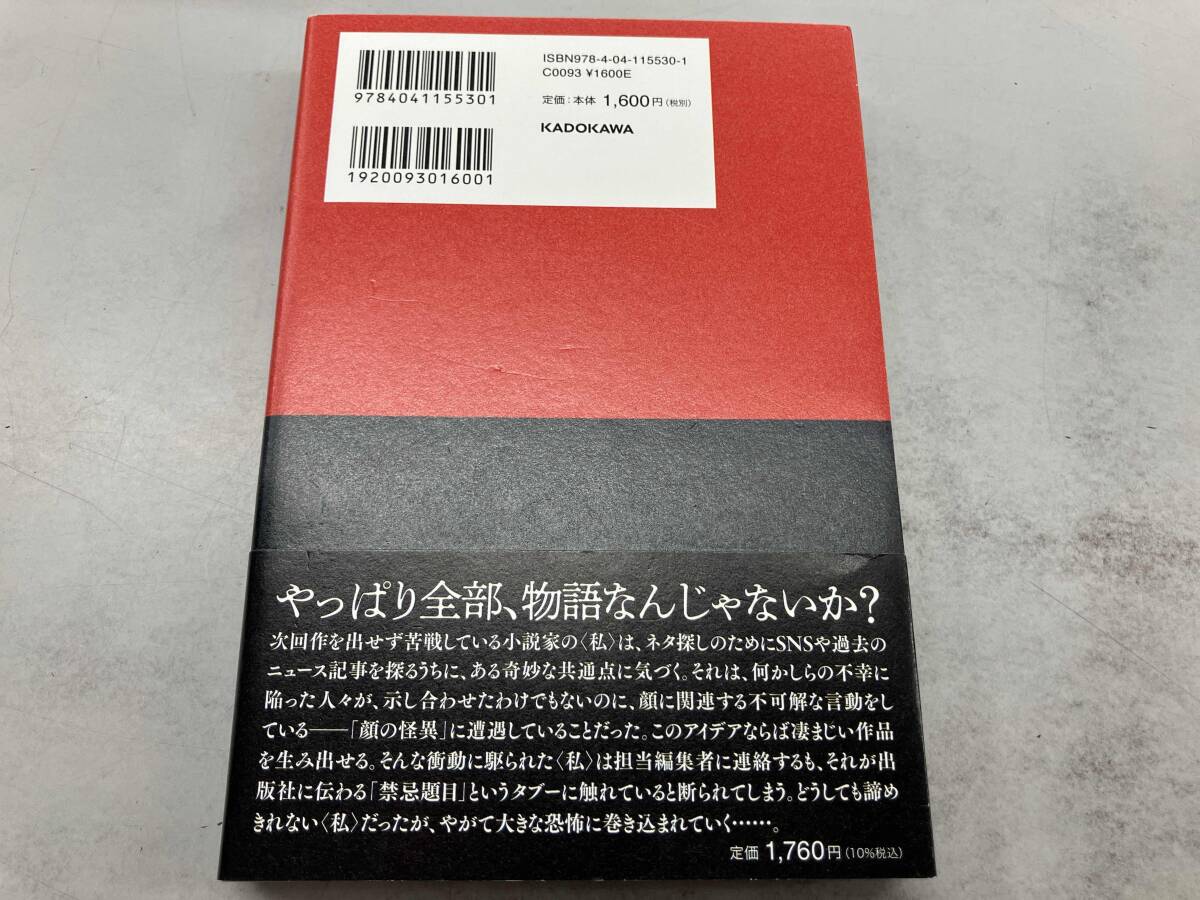 9784041155301
1920093016001
ISBN978-4-04-115530-1
C0093 ¥1600E
定価:本体 1,600円(税別)
KADOKAWA
やっぱり全部、物語なんじゃないか?
次回作を出せず苦戦している小説家の〈私〉は、ネタ探しのためにSNSや過去の
ニュース記事を探るうちに、ある奇妙な共通点に気づく。それは、何かしらの不幸に
陥った人々が、示し合わせたわけでもないのに、顔に関連する不可解な言動をし
ている――「顔の怪異」に遭遇していることだった。このアイデアならば凄まじい作品
を生み出せる。そんな衝動に駆られた〈私〉は担当編集者に連絡するも、それが出
版社に伝わる「禁忌題目」というタブーに触れていると断られてしまう。どうしても諦め
きれない〈私〉だったが、やがて大きな恐怖に巻き込まれていく……。
定価 1,760円(10%税込)